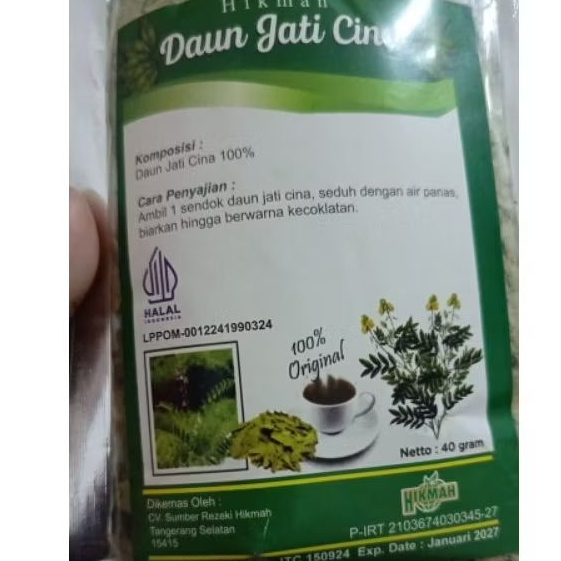 Hikmah
Daun Jati Cina
Komposisi :
Daun Jati Cina 100%
Cara Penyajian :
Ambil 1 sendok daun jati cina, seduh dengan air panas,
biarkan hingga berwarna kecoklatan.
HALAL
INDONESIA
LPPOM-0012241990324
100%
Original
Netto : 40 gram
HIKMAH
Dikemas Oleh :
CV. Sumber Rezeki Hikmah
Tangerang Selatan
15415
P-IRT 2103674030345-27
150924 Exp. Date : Januari 2027